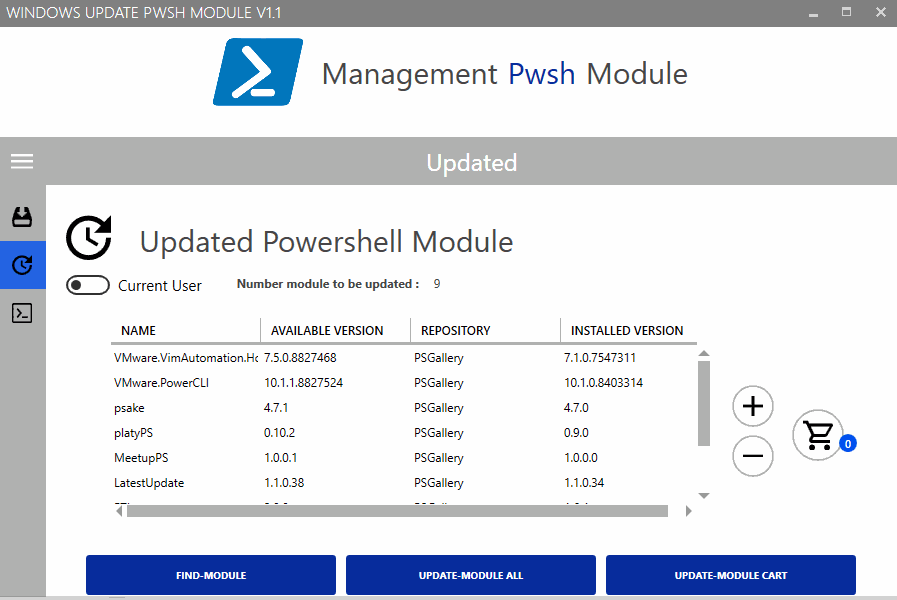 WINDOWS UPDATE PWSH MODULE V1.1
Management Pwsh Module
Updated
Updated Powershell Module
Current User Number module to be updated : 9
NAME AVAILABLE VERSION REPOSITORY INSTALLED VERSION
VMware.VimAutomation.Hc 7.5.0.8827468 PSGallery 7.1.0.7547311
VMware.PowerCLI 10.1.1.8827524 PSGallery 10.1.0.8403314
psake 4.7.1 PSGallery 4.7.0
platyPS 0.10.2 PSGallery 0.9.0
MeetupPS 1.0.0.1 PSGallery 1.0.0.0
LatestUpdate 1.1.0.38 PSGallery 1.1.0.34
0
FIND-MODULE UPDATE-MODULE ALL UPDATE-MODULE CART